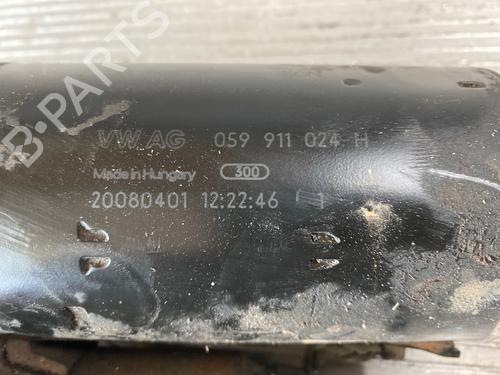 VW AG 059 911 024 H
Made in Hungary 300
20080401 12:22:46
B-PARTS